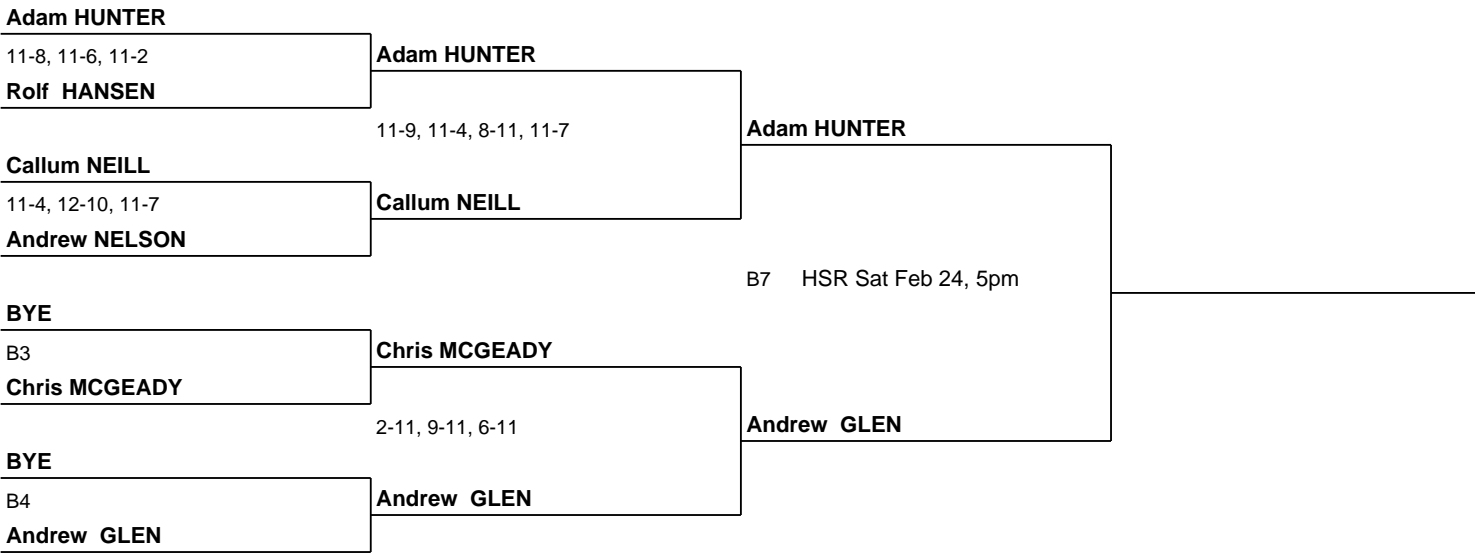 Adam HUNTER
11-8, 11-6, 11-2
Adam HUNTER
Rolf HANSEN
11-9, 11-4, 8-11, 11-7
Adam HUNTER
Callum NEILL
11-4, 12-10, 11-7
Callum NEILL
Andrew NELSON
B7 HSR Sat Feb 24, 5pm
BYE
B3
Chris MCGEADY
Chris MCGEADY
2-11, 9-11, 6-11
Andrew GLEN
BYE
B4
Andrew GLEN
Andrew GLEN